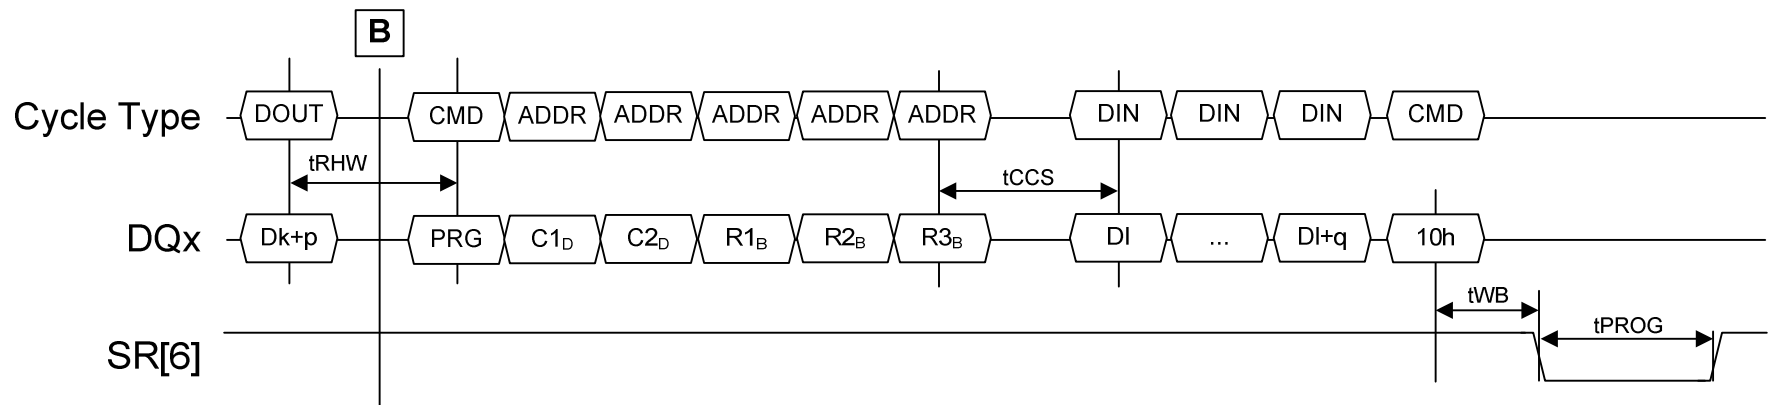 B
Cycle Type DOUT CMD ADDR ADDR ADDR ADDR ADDR DIN DIN DIN CMD
tRHW tCCS
DQx Dk+p PRG C1D C2D R1B R2B R3B DI ... DI+q 10h
tWB
tPROG
SR[6]